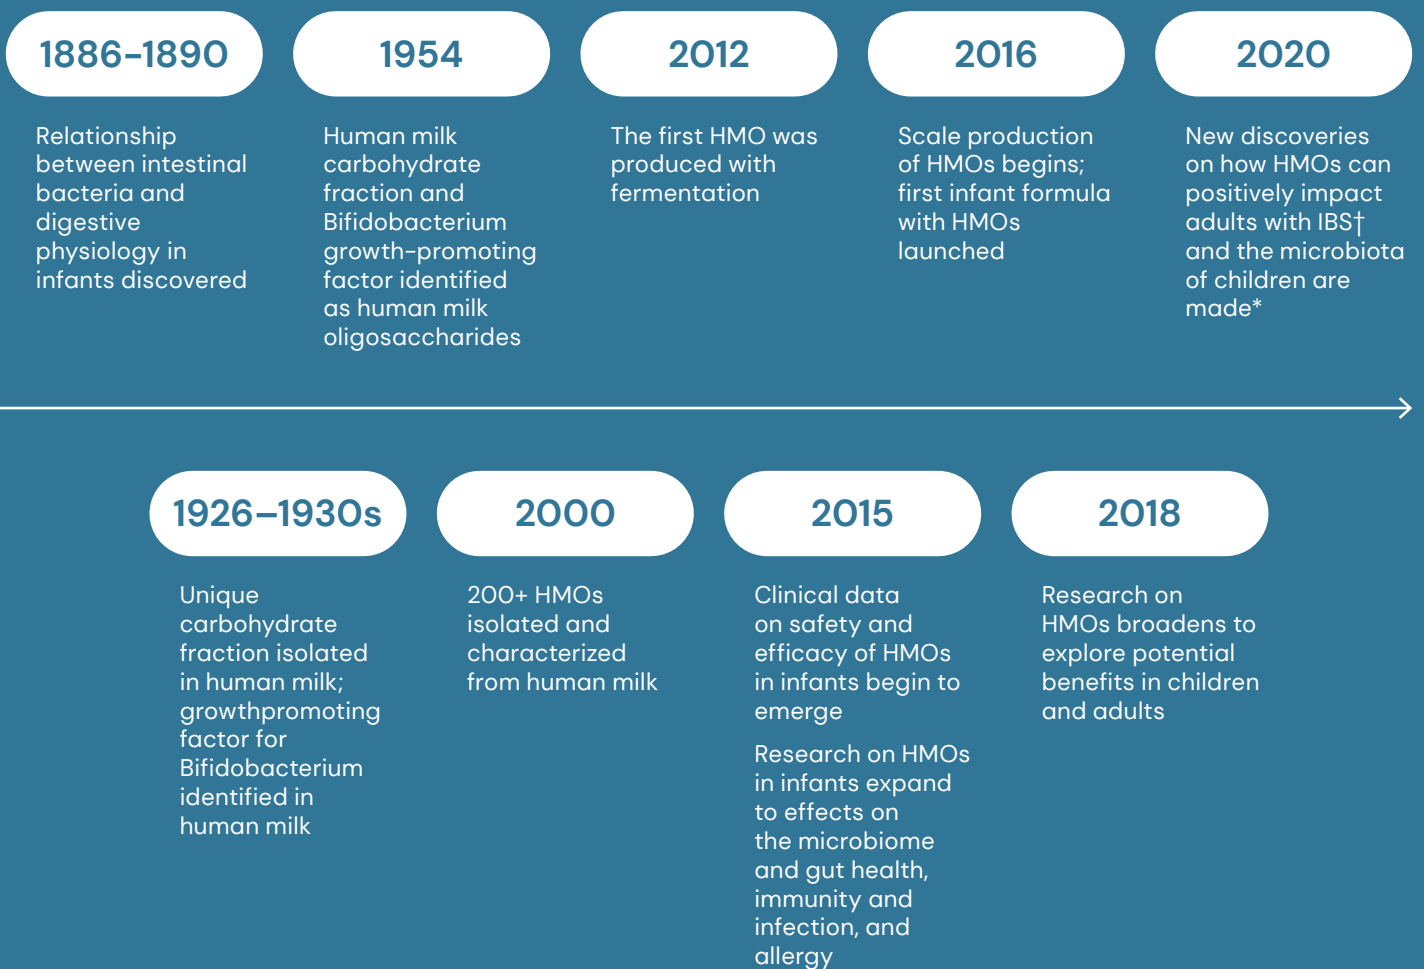 1886–1890
Relationship
between intestinal
bacteria and
digestive
physiology in
infants discovered
1954
Human milk
carbohydrate
fraction and
Bifidobacterium
growth-promoting
factor identified
as human milk
oligosaccharides
2012
The first HMO was
produced with
fermentation
2016
Scale production
of HMOs begins;
first infant formula
with HMOs
launched
2020
New discoveries
on how HMOs can
positively impact
adults with IBS†
and the microbiota
of children are
made*
1926–1930s
Unique
carbohydrate
fraction isolated
in human milk;
growthpromoting
factor for
Bifidobacterium
identified in
human milk
2000
200+ HMOs
isolated and
characterized
from human milk
2015
Clinical data
on safety and
efficacy of HMOs
in infants begin to
emerge
Research on HMOs
in infants expand
to effects on
the microbiome
and gut health,
immunity and
infection, and
allergy
2018
Research on
HMOs broadens to
explore potential
benefits in children
and adults